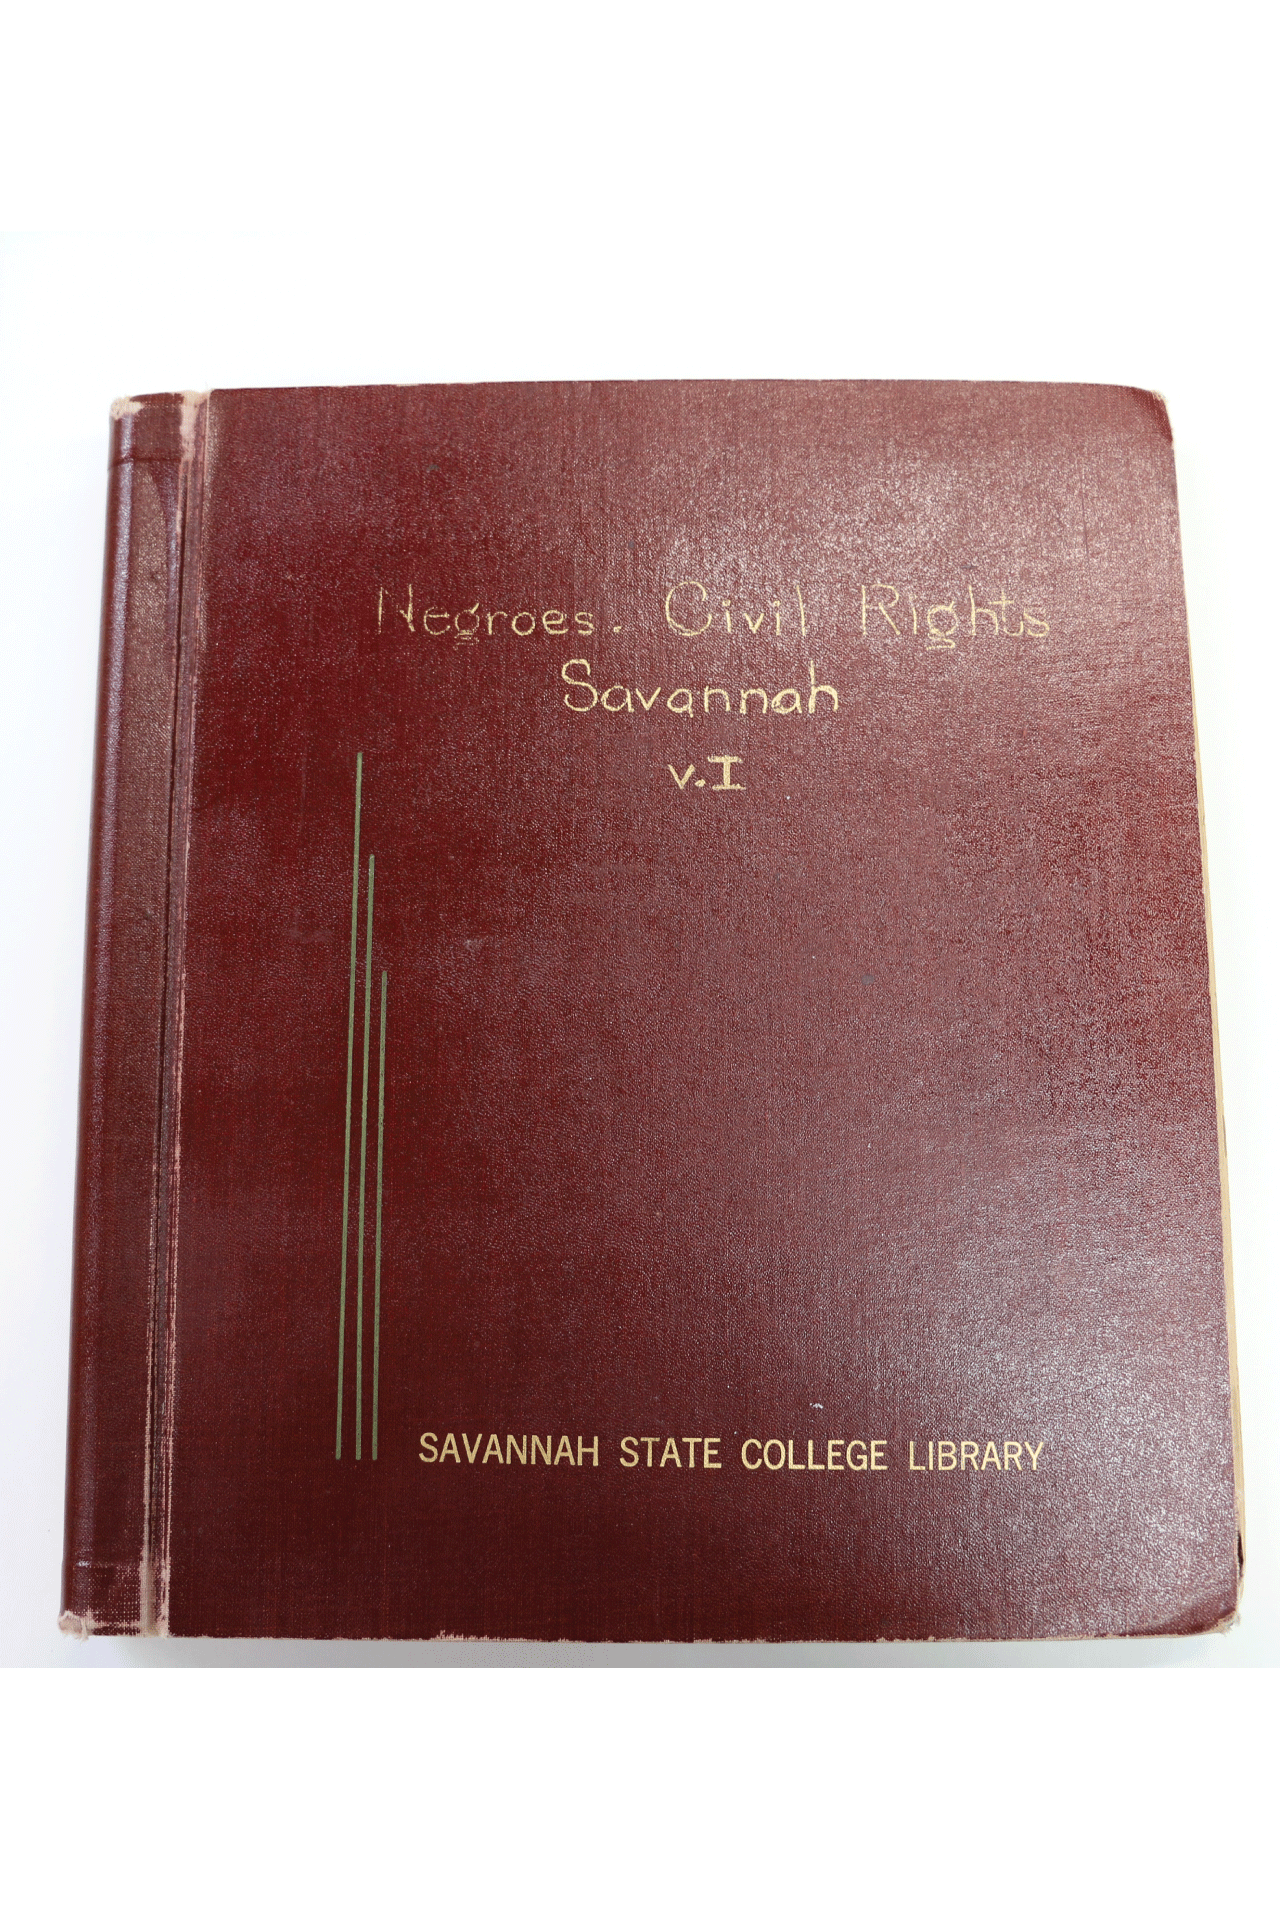 Negroes. Civil Rights
Savannah
v.I
SAVANNAH STATE COLLEGE LIBRARY